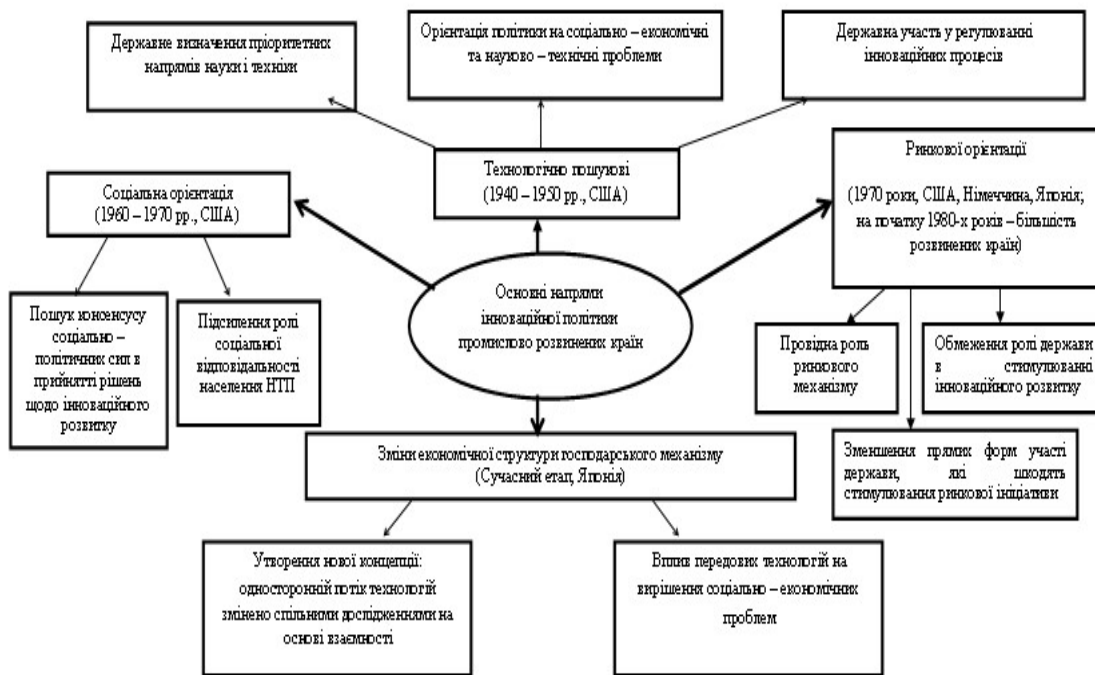 Державне визначення пріоритетних
напрямів науки і техніки
Орієнтація політики на соціально – економічні
та науково – технічні проблеми
Державна участь у регулюванні
інноваційних процесів
Технологічно пошукові
(1940 – 1950 рр., США)
Соціальна орієнтація
(1960 – 1970 рр., США)
Ринкової орієнтації
(1970 роки, США, Німеччина, Японія;
на початку 1980-х років – більшість
розвинених країн)
Основні напрями
інноваційної політики
промислово розвинених країн
Пошук консенсусу
соціально –
політичних сил в
прийнятті рішень
щодо інноваційного
розвитку
Підсилення ролі
соціальної
відповідальності
населення НТП
Провідна роль
ринкового
механізму
Обмеження ролі держави
в стимулюванні
інноваційного розвитку
Зменшення прямих форм участі
держави, які шкодять
стимулювання ринкової ініціативи
Зміни економічної структури господарського механізму
(Сучасний етап, Японія)
Утворення нової концепції:
односторонній потік технологій
змінено спільними дослідженнями на
основі взаємності
Вплив передових технологій на
вирішення соціально – економічних
проблем